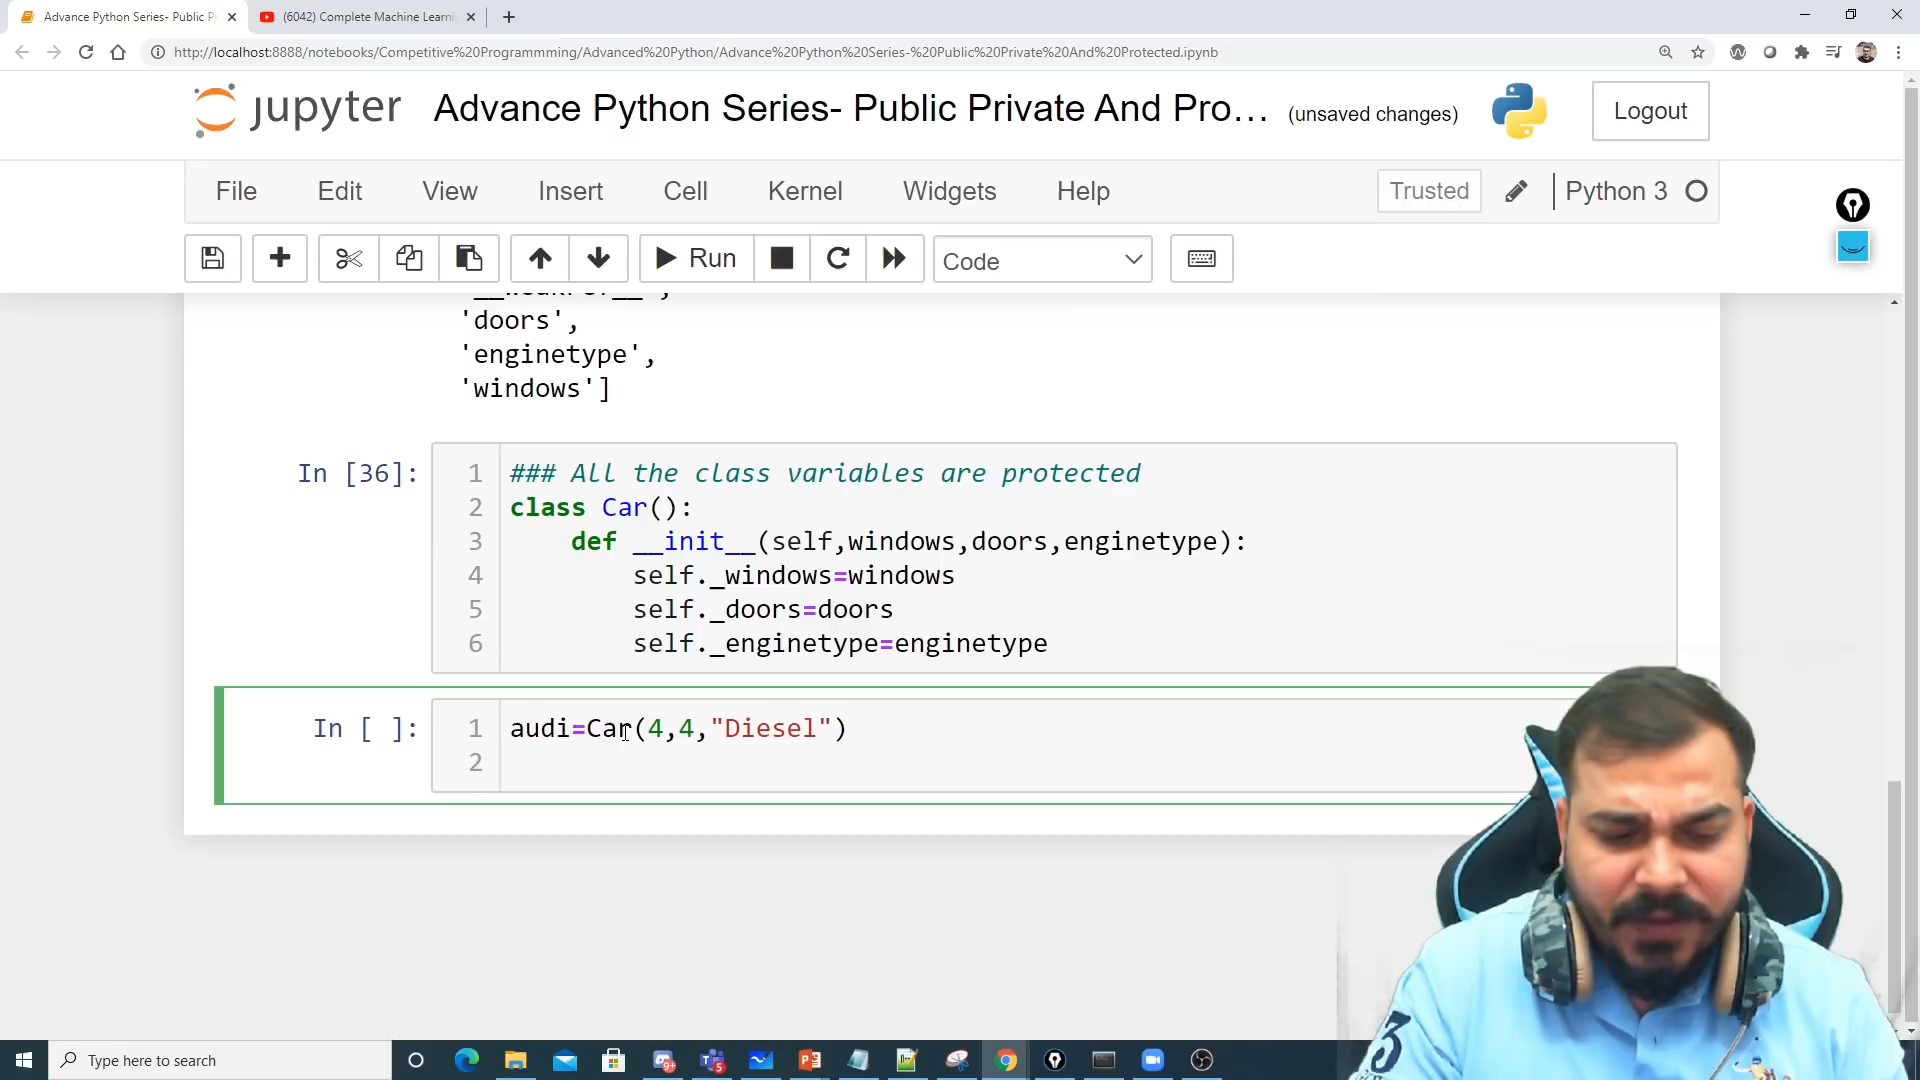 Advance Python Series- Public Pr
(6042) Complete Machine Learni
http://localhost:8888/notebooks/Competitive%20Programmming/Advanced%20Python/Advance%20Python%20Series-%20Public%20Private%20And%20Protected.ipynb
jupyter
Advance Python Series- Public Private And Pro...
(unsaved changes)
Logout
File
Edit
View
Insert
Cell
Kernel
Widgets
Help
Trusted
Python 3
Run
Code
'doors',
'enginetype',
'windows']
In [36]:
1 ### All the class variables are protected
2 class Car():
3     def __init__(self,windows,doors,enginetype):
4         self._windows=windows
5         self._doors=doors
6         self._enginetype=enginetype
In [ ]:
1 audi=Car(4,4,"Diesel")
2
Type here to search